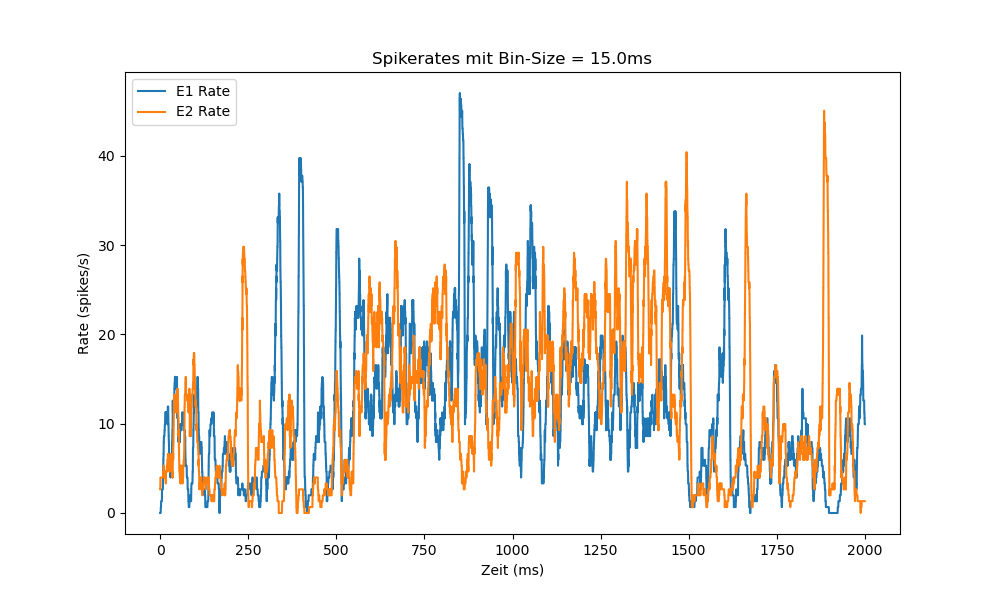 Spikerates mit Bin-Size = 15.0ms
E1 Rate
E2 Rate
Rate (spikes/s)
40
30
20
10
0
0 250 500 750 1000 1250 1500 1750 2000
Zeit (ms)